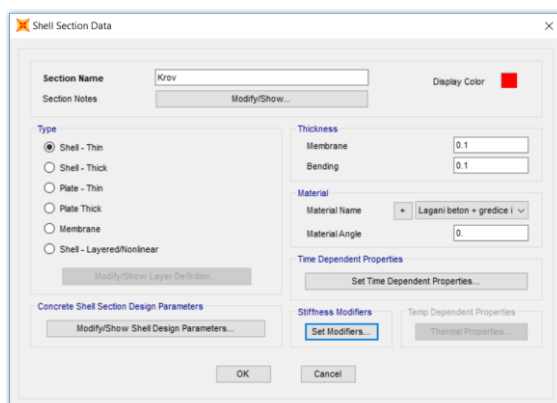 Shell Section Data
Section Name
Krov
Display Color
Section Notes
Modify/Show...
Type
Shell - Thin
Shell - Thick
Plate - Thin
Plate Thick
Membrane
Shell - Layered/Nonlinear
Modify/Show Layer Definition...
Thickness
Membrane
0.1
Bending
0.1
Material
Material Name
+
Lagani beton + gredice i
Material Angle
0.
Time Dependent Properties
Set Time Dependent Properties...
Concrete Shell Section Design Parameters
Modify/Show Shell Design Parameters...
Stiffness Modifiers
Set Modifiers...
Temp Dependent Properties
Thermal Properties...
OK
Cancel